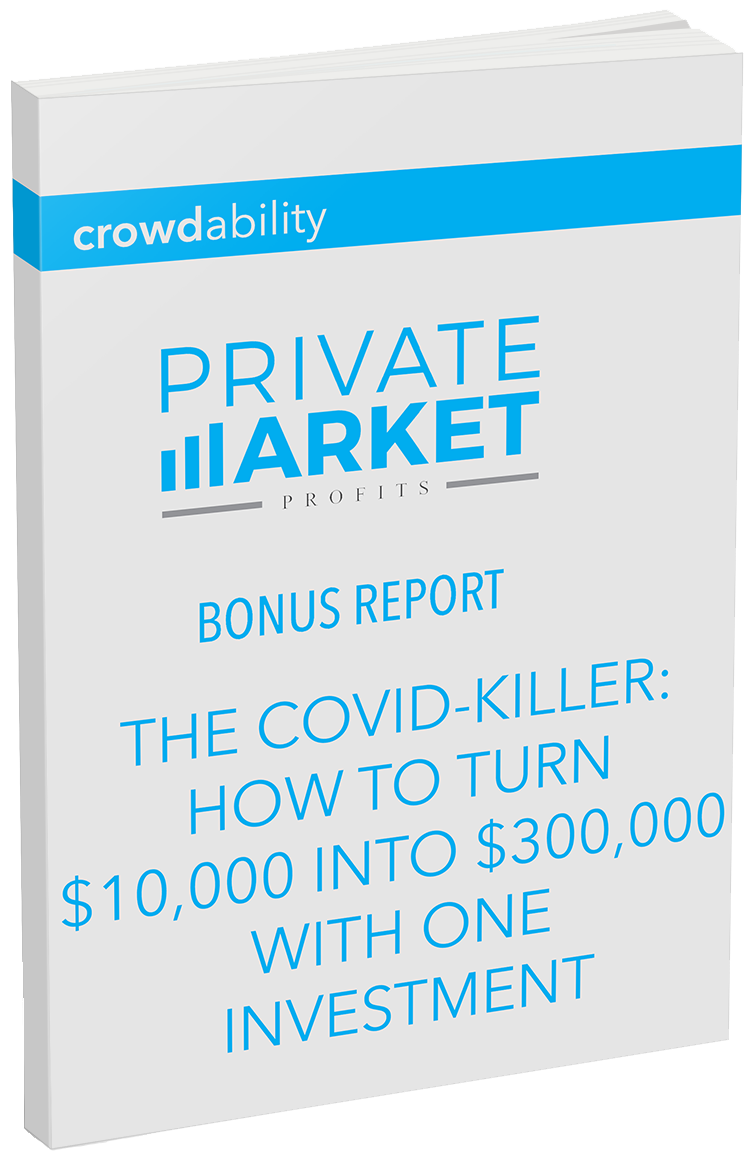 crowdability
PRIVATE
MARKET
PROFITS
BONUS REPORT
THE COVID-KILLER:
HOW TO TURN
$10,000 INTO $300,000
WITH ONE
INVESTMENT